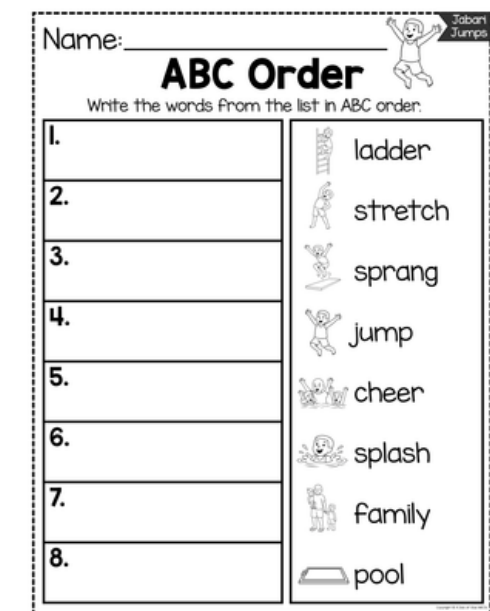 Name:
Jabari
Jumps
ABC Order
Write the words from the list in ABC order.
1.
2.
3.
4.
5.
6.
7.
8.
ladder
stretch
sprang
jump
cheer
splash
family
pool